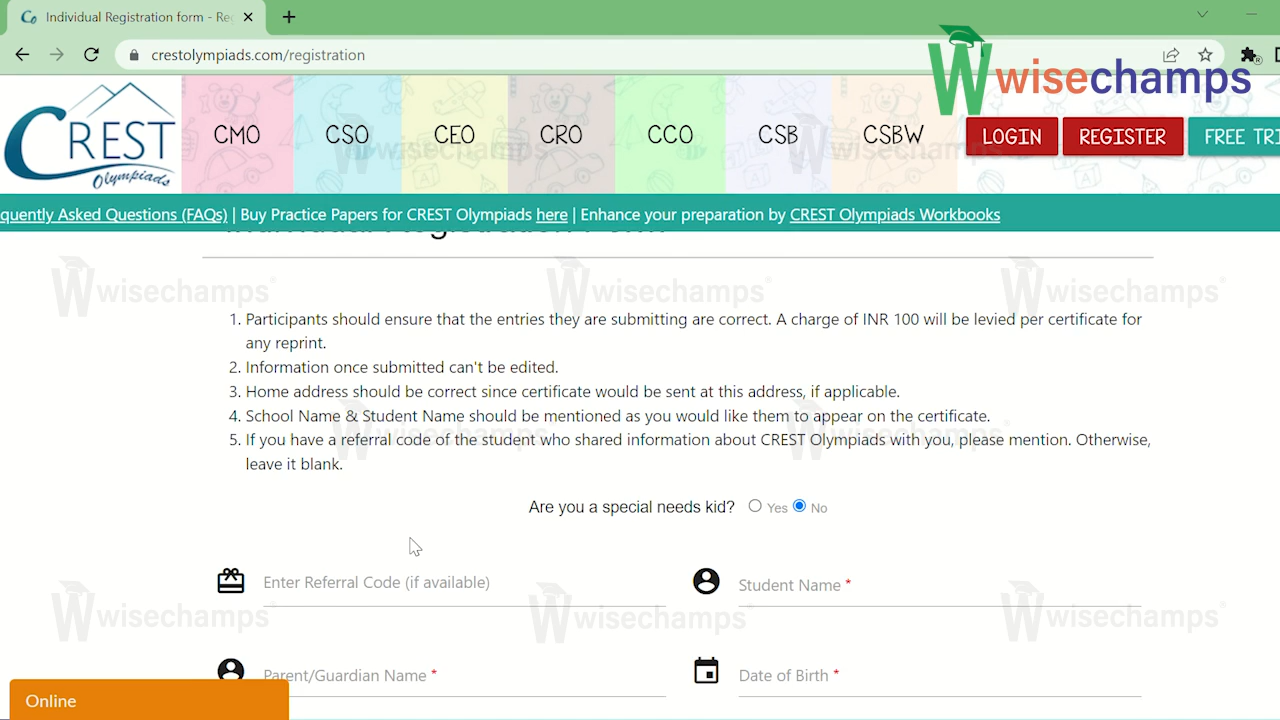 Individual Registration form - Re
crestolympiads.com/registration
wisechamps
CREST
Olympiads
CMO
CSO
CEO
CRO
CCO
CSB
CSBW
LOGIN
REGISTER
FREE TRI
quently Asked Questions (FAQs) | Buy Practice Papers for CREST Olympiads here | Enhance your preparation by CREST Olympiads Workbooks
wisechamps
wisechamps
wisechamps
1. Participants should ensure that the entries they are submitting are correct. A charge of INR 100 will be levied per certificate for
any reprint.
2. Information once submitted can't be edited.
3. Home address should be correct since certificate would be sent at this address, if applicable.
4. School Name & Student Name should be mentioned as you would like them to appear on the certificate.
5. If you have a referral code of the student who shared information about CREST Olympiads with you, please mention. Otherwise,
leave it blank.
Are you a special needs kid? Yes No
Enter Referral Code (if available)
Student Name *
wisechamps
wisechamps
wisechamps
Parent/Guardian Name *
Date of Birth *
Online